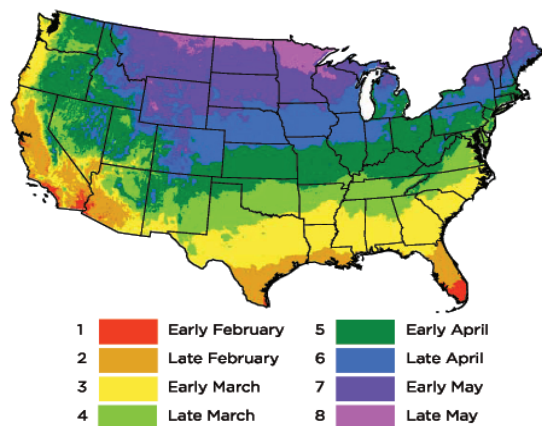 1 Early February
2 Late February
3 Early March
4 Late March
5 Early April
6 Late April
7 Early May
8 Late May